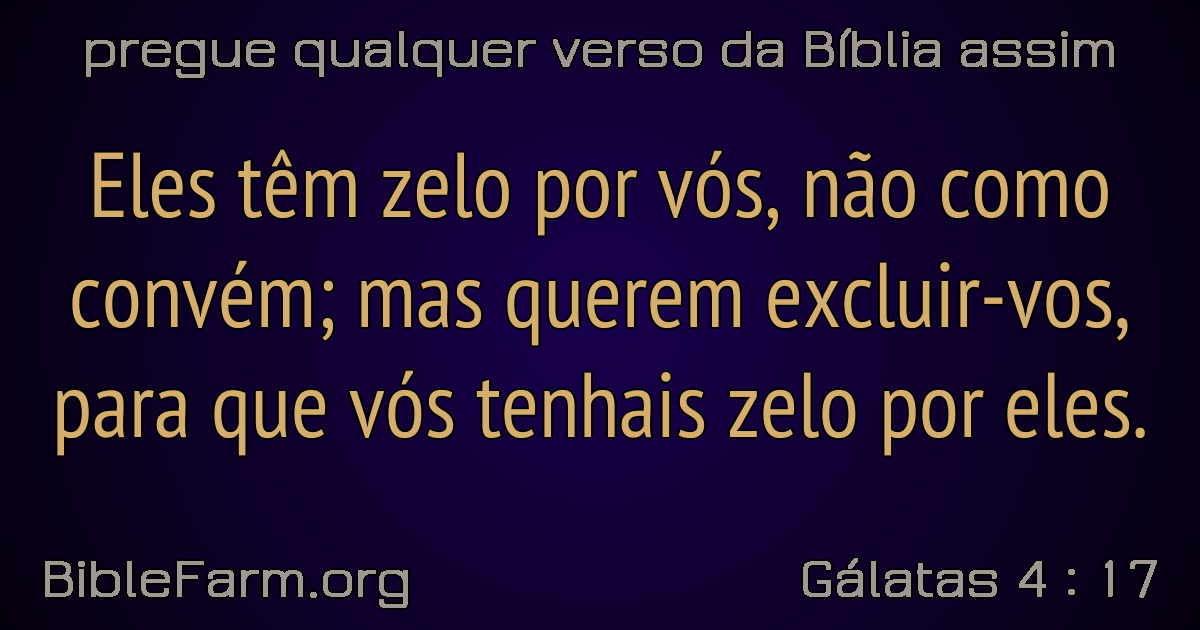 pregue qualquer verso da Bíblia assim
Eles têm zelo por vós, não como
convém; mas querem excluir-vos,
para que vós tenhais zelo por eles.
BibleFarm.org
Gálatas 4 : 17